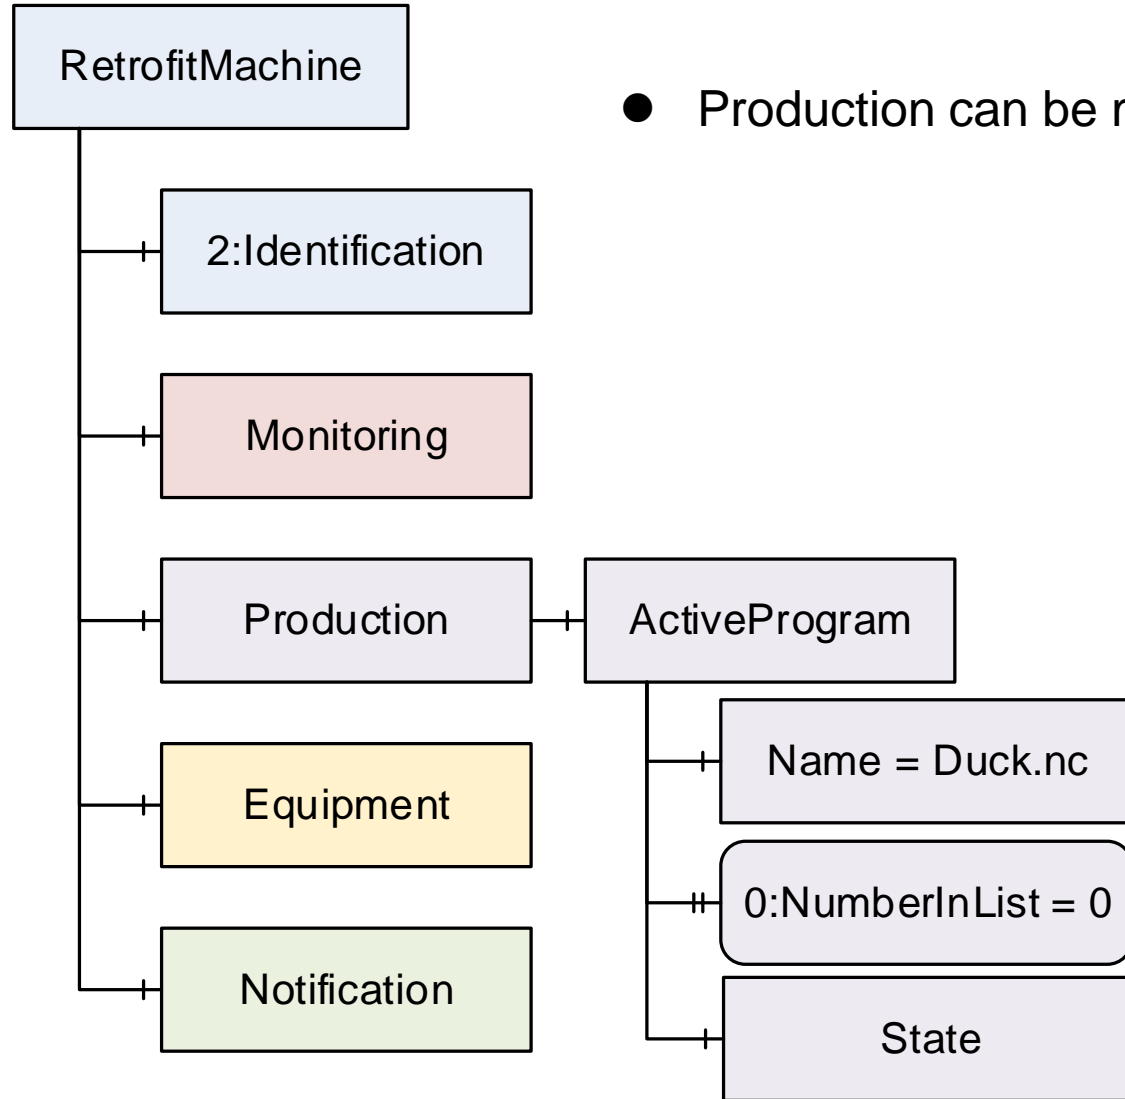 RetrofitMachine
● Production can be
2:Identification
Monitoring
Production
ActiveProgram
Name = Duck.nc
Equipment
0:NumberInList = 0
Notification
State